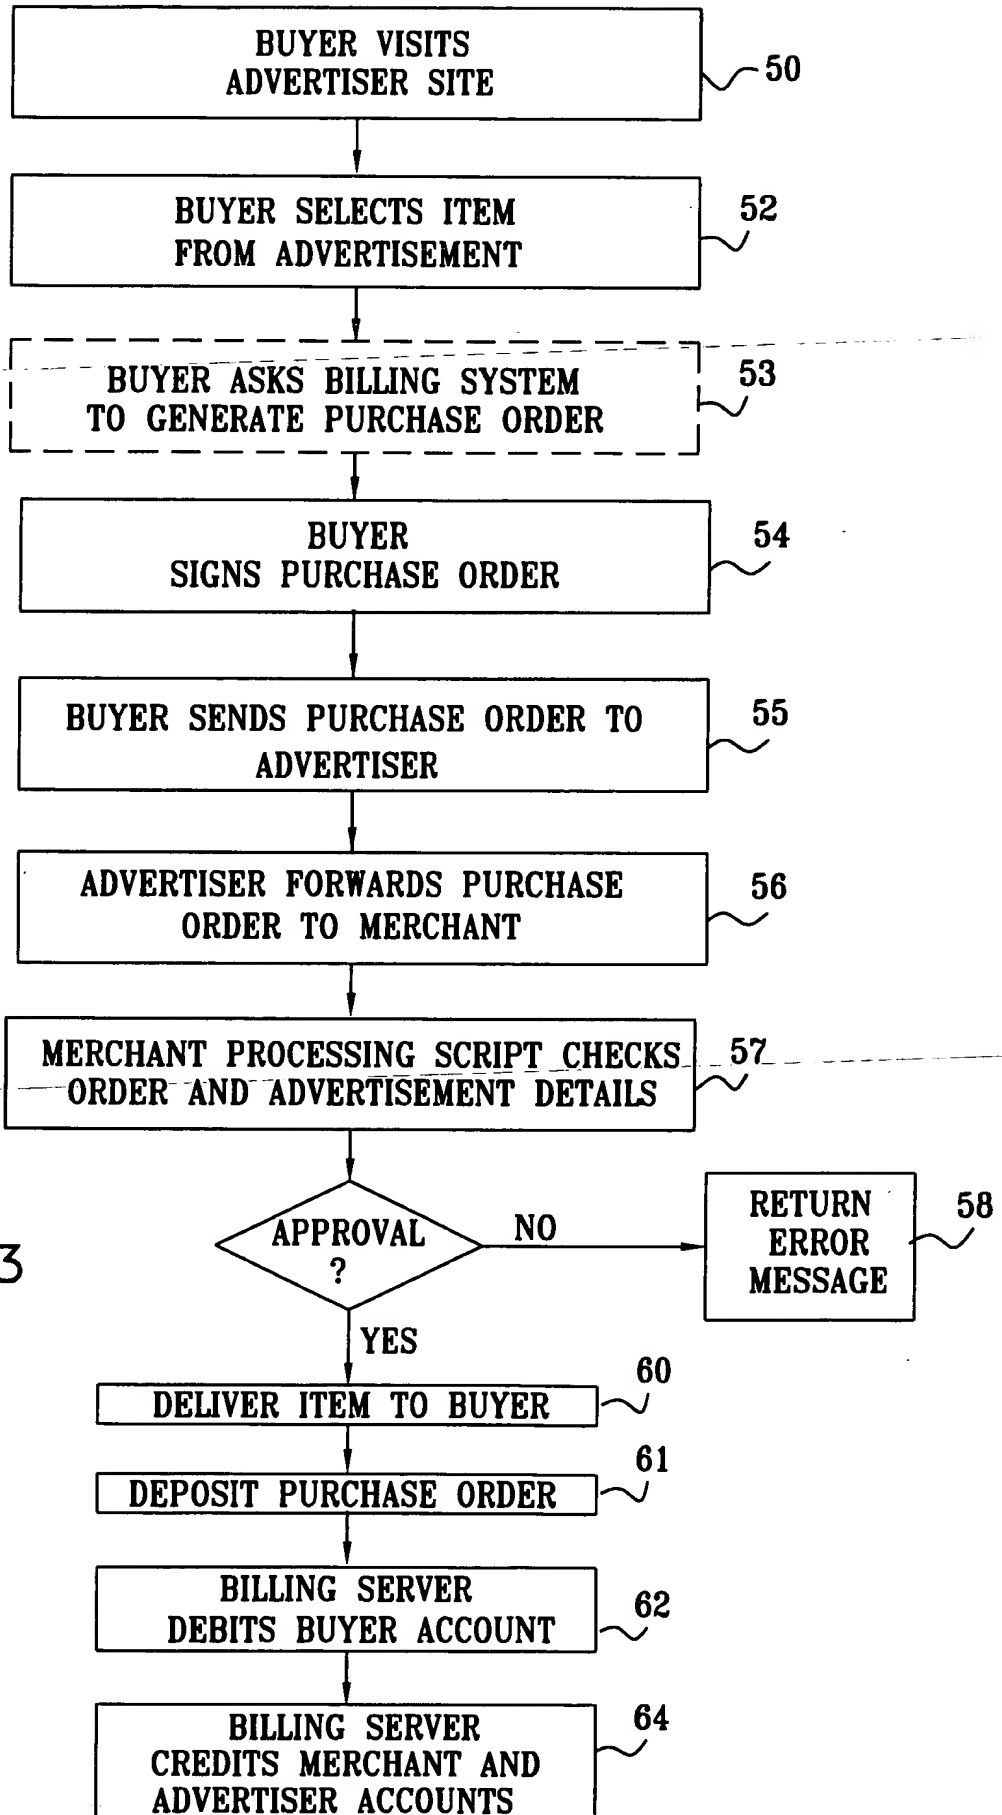 BUYER VISITS
ADVERTISER SITE
50
BUYER SELECTS ITEM
FROM ADVERTISEMENT
52
BUYER ASKS BILLING SYSTEM
TO GENERATE PURCHASE ORDER
53
BUYER
SIGNS PURCHASE ORDER
54
BUYER SENDS PURCHASE ORDER TO
ADVERTISER
55
ADVERTISER FORWARDS PURCHASE
ORDER TO MERCHANT
56
MERCHANT PROCESSING SCRIPT CHECKS
ORDER AND ADVERTISEMENT DETAILS
57
APPROVAL
?
NO
RETURN
ERROR
MESSAGE
58
3
YES
DELIVER ITEM TO BUYER
60
DEPOSIT PURCHASE ORDER
61
BILLING SERVER
DEBITS BUYER ACCOUNT
62
BILLING SERVER
CREDITS MERCHANT AND
ADVERTISER ACCOUNTS
64